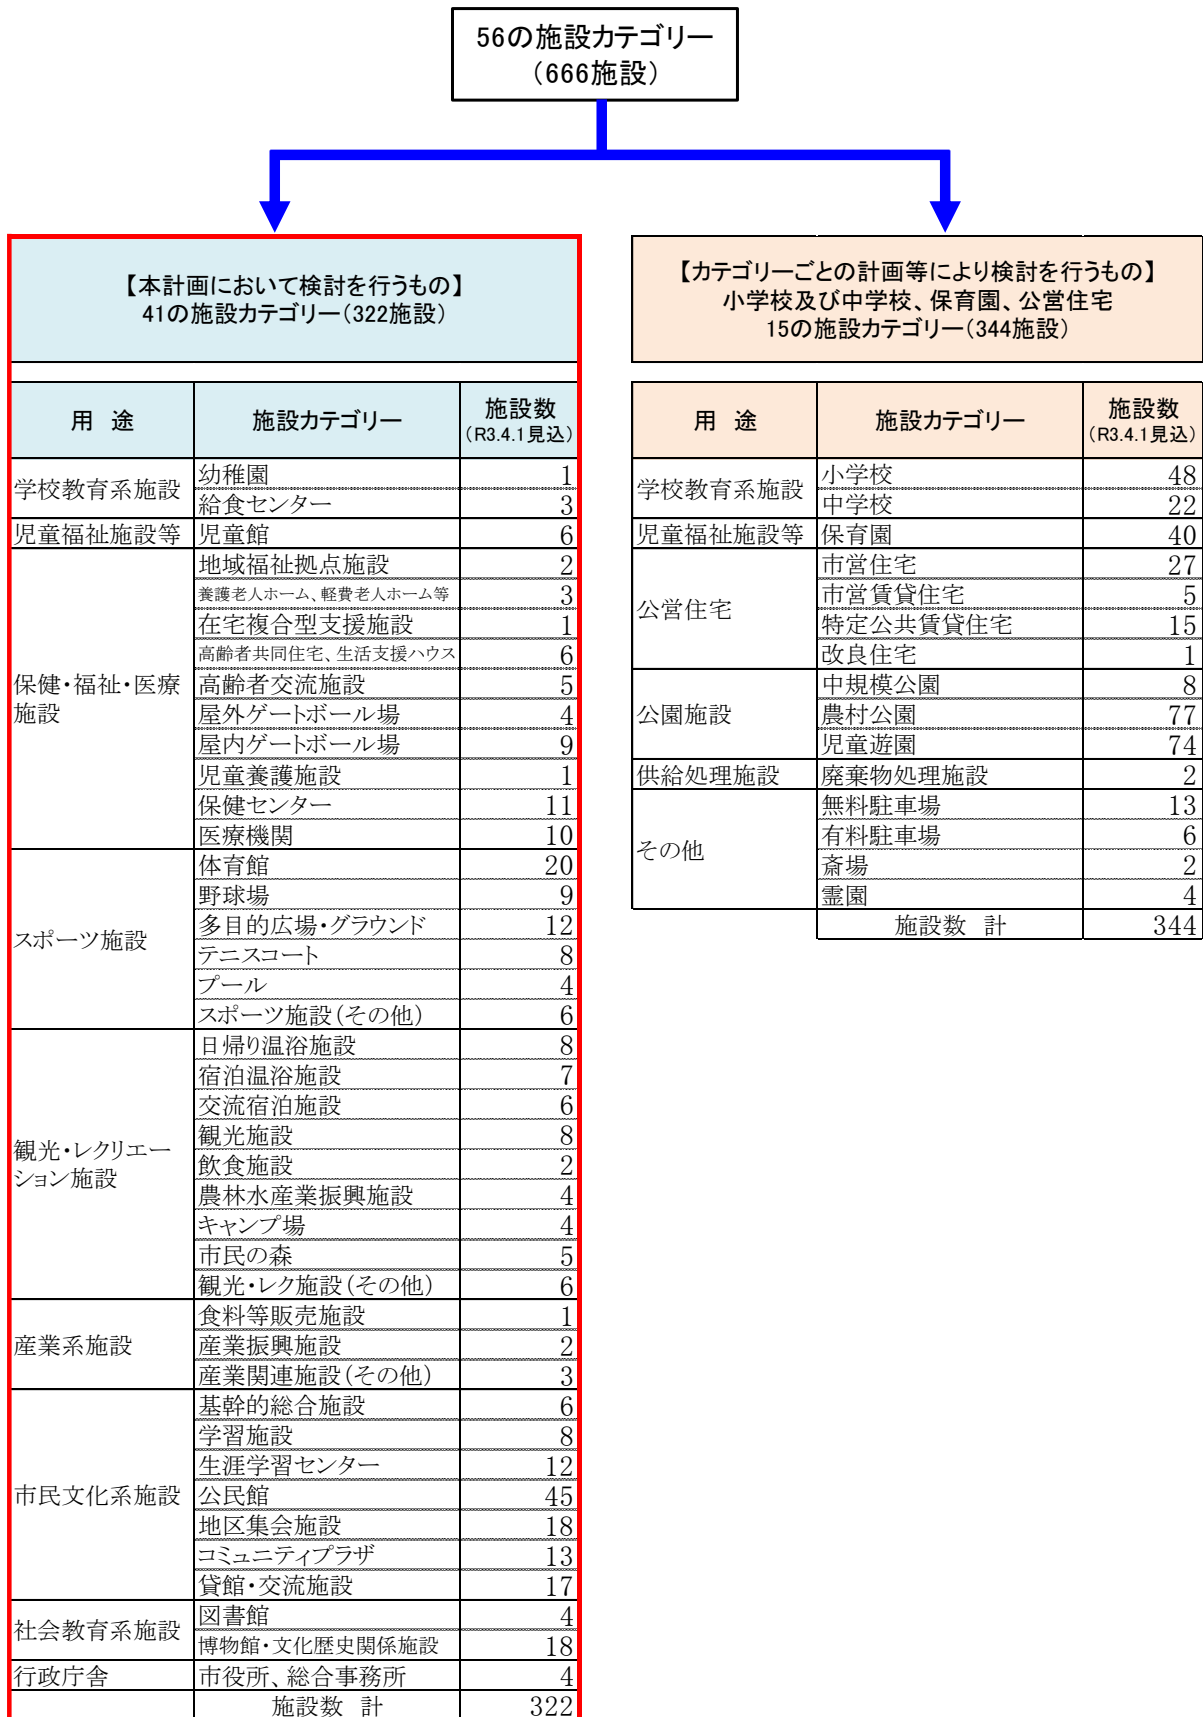 56の施設カテゴリー
（666施設）
【本計画において検討を行うもの】
41の施設カテゴリー（322施設）
用　途　施設カテゴリー　施設数
（R3.4.1見込）
学校教育系施設　幼稚園　1
給食センター　3
児童福祉施設等　児童館　6
保健・福祉・医療施設　地域福祉拠点施設　2
養護老人ホーム、軽費老人ホーム等　3
在宅複合型支援施設　1
高齢者共同住宅、生活支援ハウス　6
高齢者交流施設　5
屋外ゲートボール場　4
屋内ゲートボール場　9
児童養護施設　1
保健センター　11
医療機関　10
スポーツ施設　体育館　20
野球場　9
多目的広場・グラウンド　12
テニスコート　8
プール　4
スポーツ施設（その他）　6
観光・レクリエーション施設　日帰り温浴施設　8
宿泊温浴施設　7
交流宿泊施設　6
観光施設　8
飲食施設　2
農林水産業振興施設　4
キャンプ場　4
市民の森　5
観光・レク施設（その他）　6
産業系施設　食料等販売施設　1
産業振興施設　2
産業関連施設（その他）　3
市民文化系施設　基幹的総合施設　6
学習施設　8
生涯学習センター　12
公民館　45
地区集会施設　18
コミュニティプラザ　13
貸館・交流施設　17
社会教育系施設　図書館　4
博物館・文化歴史関係施設　18
行政庁舎　市役所、総合事務所　4
施設数　計　322
【カテゴリーごとの計画等により検討を行うもの】
小学校及び中学校、保育園、公営住宅
15の施設カテゴリー（344施設）
用　途　施設カテゴリー　施設数
（R3.4.1見込）
学校教育系施設　小学校　48
中学校　22
児童福祉施設等　保育園　40
公営住宅　市営住宅　27
市営賃貸住宅　5
特定公共賃貸住宅　15
改良住宅　1
公園施設　中規模公園　8
農村公園　77
児童遊園　74
供給処理施設　廃棄物処理施設　2
その他　無料駐車場　13
有料駐車場　6
斎場　2
霊園　4
施設数　計　344